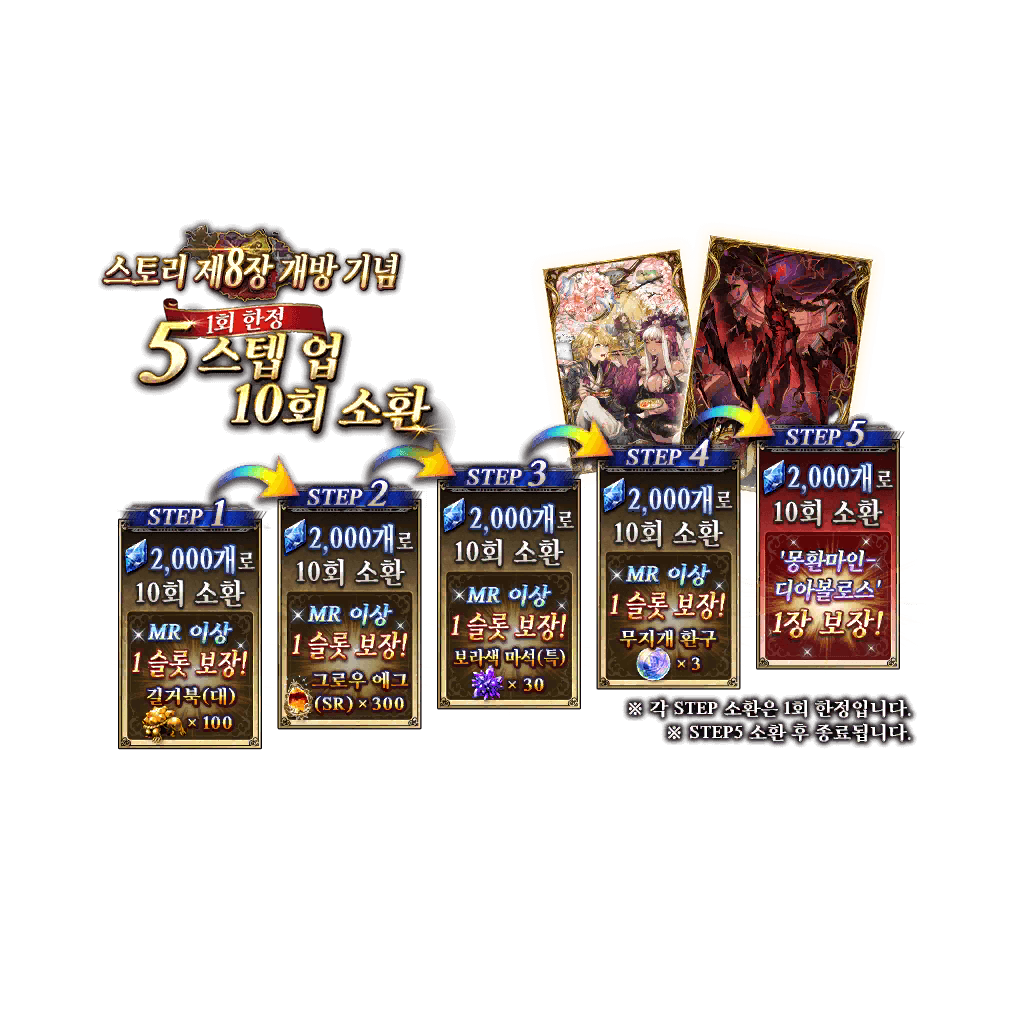 스토리 제8장 개방 기념
1회 한정
5 스텝 업
10회 소환
STEP 1
2,000개로
10회 소환
MR 이상
1 슬롯 보장!
길거북(대)
× 100
STEP 2
2,000개로
10회 소환
MR 이상
1 슬롯 보장!
그로우 에그
(SR) × 300
STEP 3
2,000개로
10회 소환
MR 이상
1 슬롯 보장!
보라색 마석(특)
× 30
STEP 4
2,000개로
10회 소환
MR 이상
1 슬롯 보장!
무지개 환구
× 3
STEP 5
2,000개로
10회 소환
'몽환마인-
디아볼로스'
1장 보장!
※ 각 STEP 소환은 1회 한정입니다.
※ STEP5 소환 후 종료됩니다.